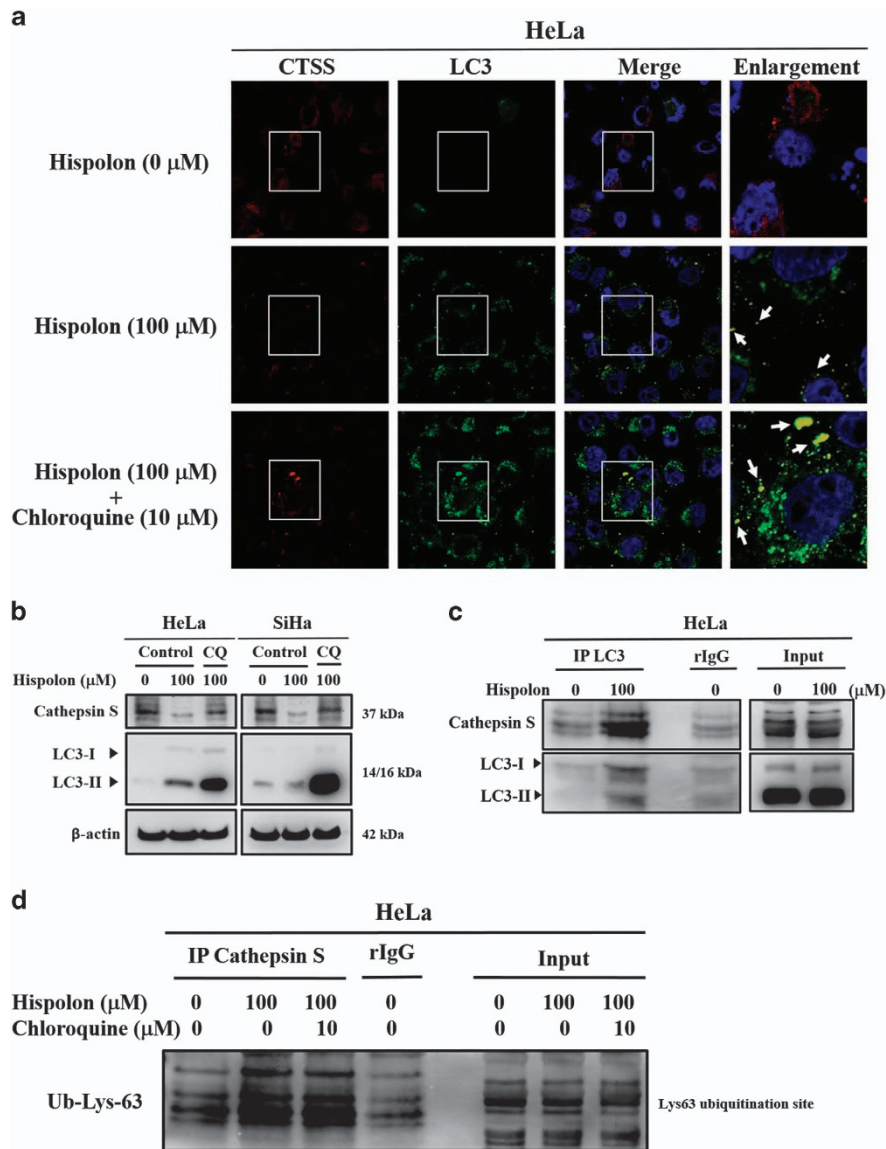 a
HeLa
CTSS LC3 Merge Enlargement
Hispolon (0 μM)
Hispolon (100 μM)
Hispolon (100 μM)
+
Chloroquine (10 μM)
b
HeLa SiHa
Control CQ Control CQ
Hispolon (μM) 0 100 100 0 100 100
Cathepsin S 37 kDa
LC3-I
LC3-II 14/16 kDa
β-actin 42 kDa
c
HeLa
IP LC3 rIgG Input
Hispolon 0 100 0 0 100 (μM)
Cathepsin S
LC3-I
LC3-II
d
HeLa
IP Cathepsin S rIgG Input
Hispolon (μM) 0 100 100 0 0 100 100
Chloroquine (μM) 0 0 10 0 0 0 10
Ub-Lys-63 Lys63 ubiquitination site